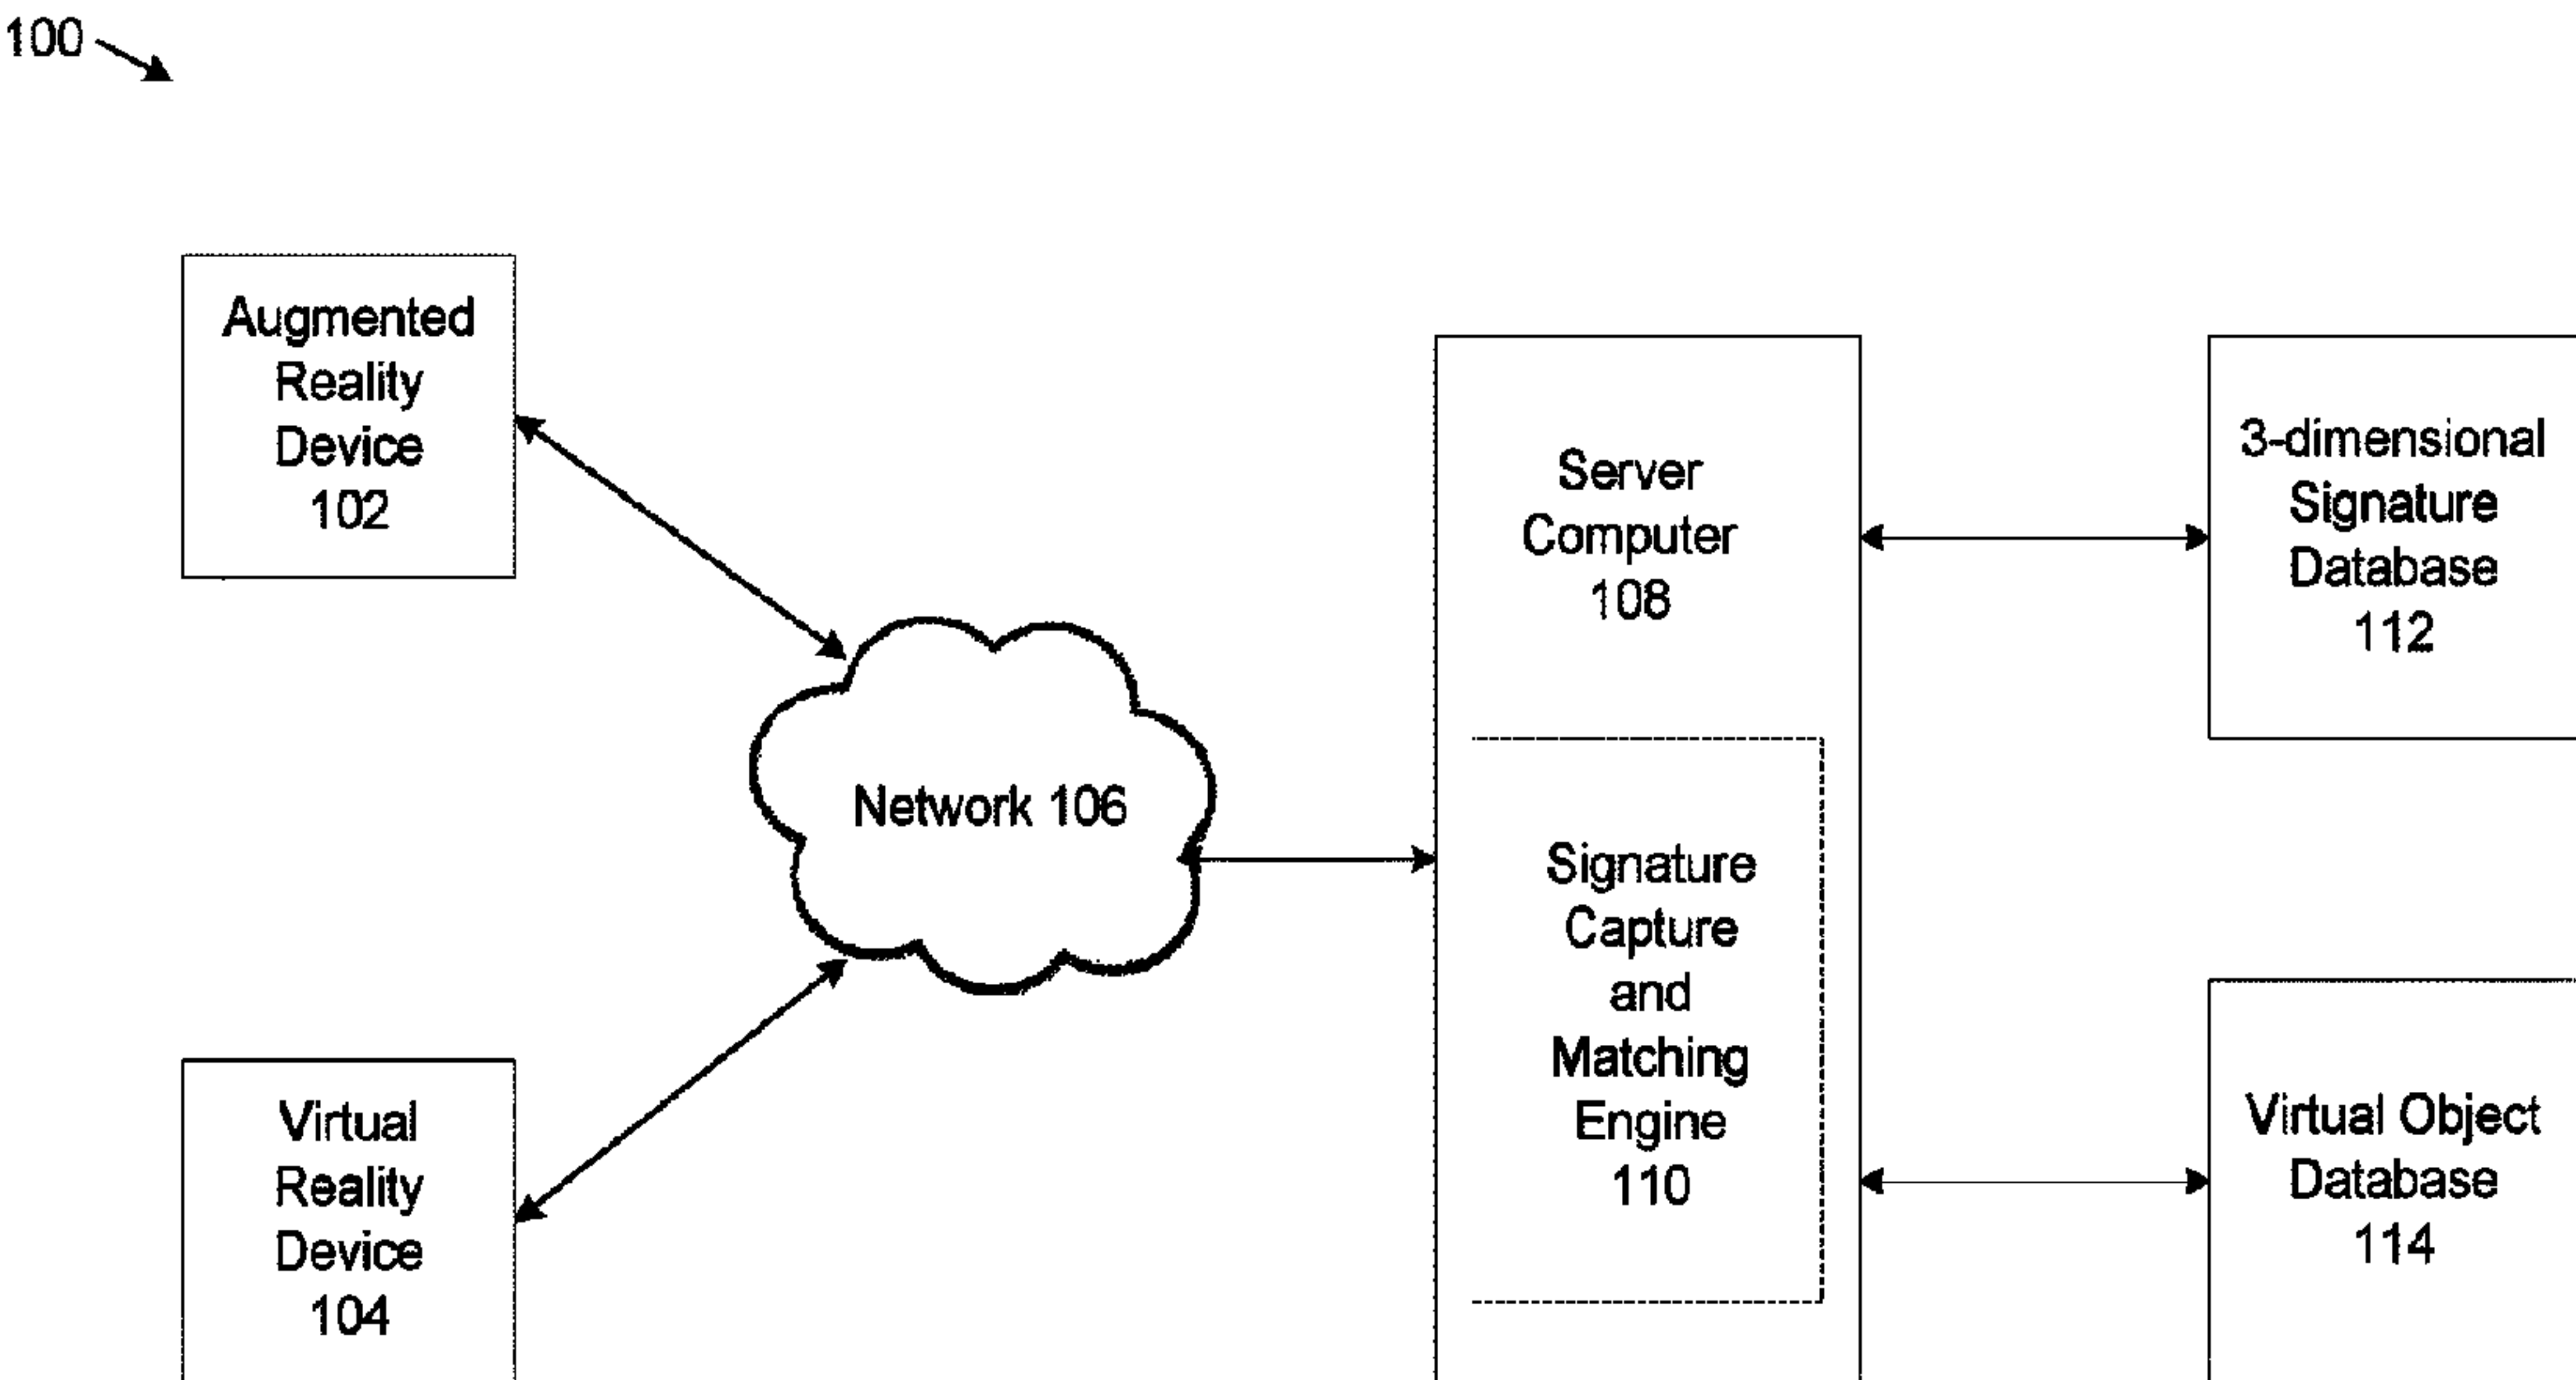 100
Augmented
Reality
Device
102
Virtual
Reality
Device
104
Network 106
Server
Computer
108
Signature
Capture
and
Matching
Engine
110
3-dimensional
Signature
Database
112
Virtual Object
Database
114